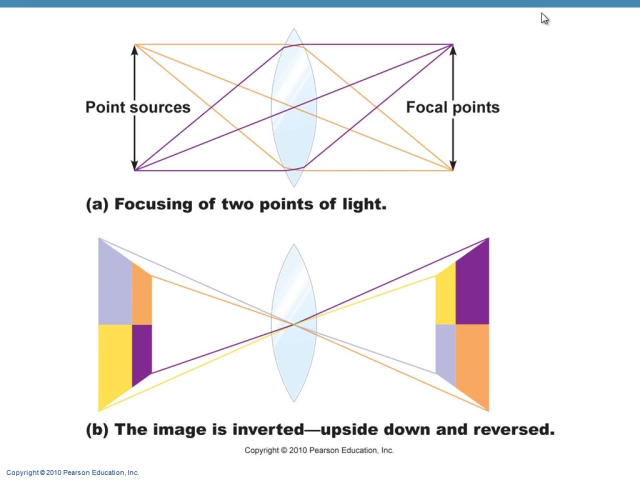 Point sources
Focal points
(a) Focusing of two points of light.
(b) The image is inverted—upside down and reversed.
Copyright © 2010 Pearson Education, Inc.
Copyright © 2010 Pearson Education, Inc.